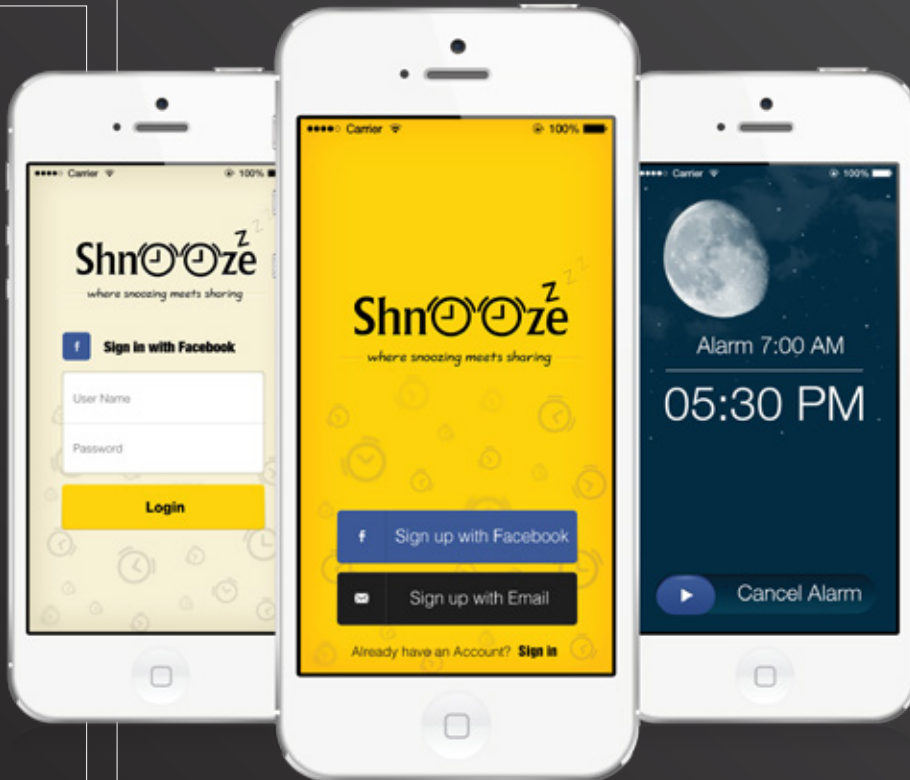 Carrier 100%
ShnOOze zzz
where snoozing meets sharing
f Sign in with Facebook
User Name
Password
Login
Carrier 100%
ShnOOze zzz
where snoozing meets sharing
f Sign up with Facebook
Sign up with Email
Already have an Account? Sign in
Carrier 100%
Alarm 7:00 AM
05:30 PM
Cancel Alarm